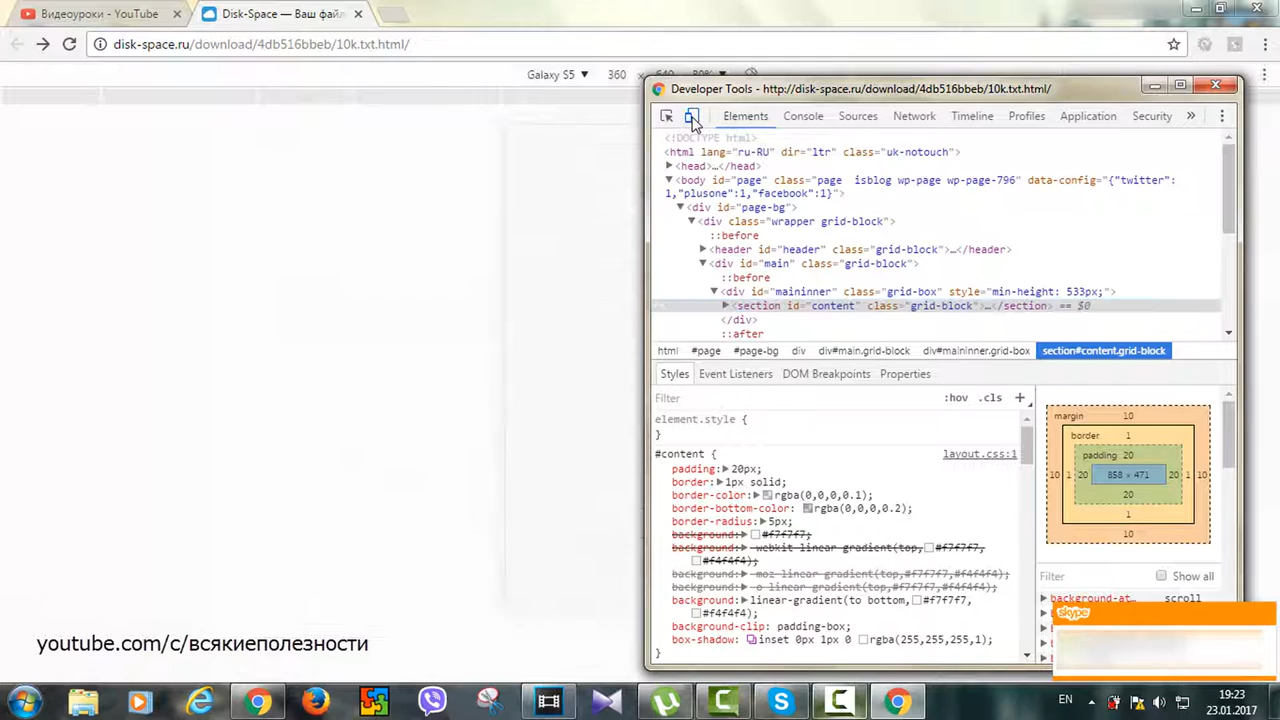 Видеоуроки - YouTube
Disk-Space — Ваш файл
disk-space.ru/download/4db516bbeb/10k.txt.html/
Galaxy S5 ▼ 360 × 640 80% ▼
Developer Tools - http://disk-space.ru/download/4db516bbeb/10k.txt.html/
Elements Console Sources Network Timeline Profiles Application Security »
<!DOCTYPE html>
<html lang="ru-RU" dir="ltr" class="uk-notouch">
▶<head>…</head>
▼<body id="page" class="page  isblog wp-page wp-page-796" data-config="{"twitter":
1,"plusone":1,"facebook":1}">
▼<div id="page-bg">
▼<div class="wrapper grid-block">
::before
▶<header id="header" class="grid-block">…</header>
▼<div id="main" class="grid-block">
::before
▼<div id="maininner" class="grid-box" style="min-height: 533px;">
▶<section id="content" class="grid-block">…</section> == $0
</div>
::after
html #page #page-bg div div#main.grid-block div#maininner.grid-box section#content.grid-block
Styles Event Listeners DOM Breakpoints Properties
Filter :hov .cls +
element.style {
}
#content { layout.css:1
padding:▶20px;
border:▶1px solid;
border-color:▶rgba(0,0,0,0.1);
border-bottom-color: rgba(0,0,0,0.2);
border-radius:▶5px;
background:▶#f7f7f7;
background:▶-webkit-linear-gradient(top,#f7f7f7,
#f4f4f4);
background:▶-moz-linear-gradient(top,#f7f7f7,#f4f4f4);
background:▶-o-linear-gradient(top,#f7f7f7,#f4f4f4);
background:▶linear-gradient(to bottom,#f7f7f7,
#f4f4f4);
background-clip: padding-box;
box-shadow: inset 0px 1px 0 rgba(255,255,255,1);
}
margin 10
border 1
padding 20
10 1 20 858 × 471 20 1 10
20
1
10
Filter Show all
▶background-at… scroll
skype
youtube.com/c/всякиеполезности
EN
19:23
23.01.2017